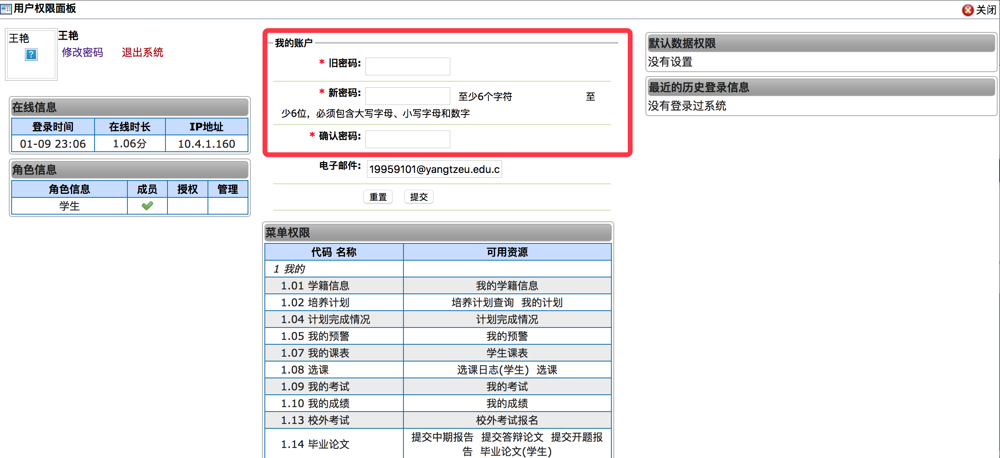 用户权限面板
关闭
王艳
王艳
修改密码 退出系统
在线信息
登录时间 在线时长 IP地址
01-09 23:06 1.06分 10.4.1.160
角色信息
角色信息 成员 授权 管理
学生
我的账户
* 旧密码:
* 新密码: 至少6个字符 至
少6位，必须包含大写字母、小写字母和数字
* 确认密码:
电子邮件: 19959101@yangtzeu.edu.c
重置 提交
菜单权限
代码 名称 可用资源
1 我的
1.01 学籍信息 我的学籍信息
1.02 培养计划 培养计划查询 我的计划
1.04 计划完成情况 计划完成情况
1.05 我的预警 我的预警
1.07 我的课表 学生课表
1.08 选课 选课日志(学生) 选课
1.09 我的考试 我的考试
1.10 我的成绩 我的成绩
1.13 校外考试 校外考试报名
1.14 毕业论文 提交中期报告 提交答辩论文 提交开题报
告 毕业论文(学生)
默认数据权限
没有设置
最近的历史登录信息
没有登录过系统